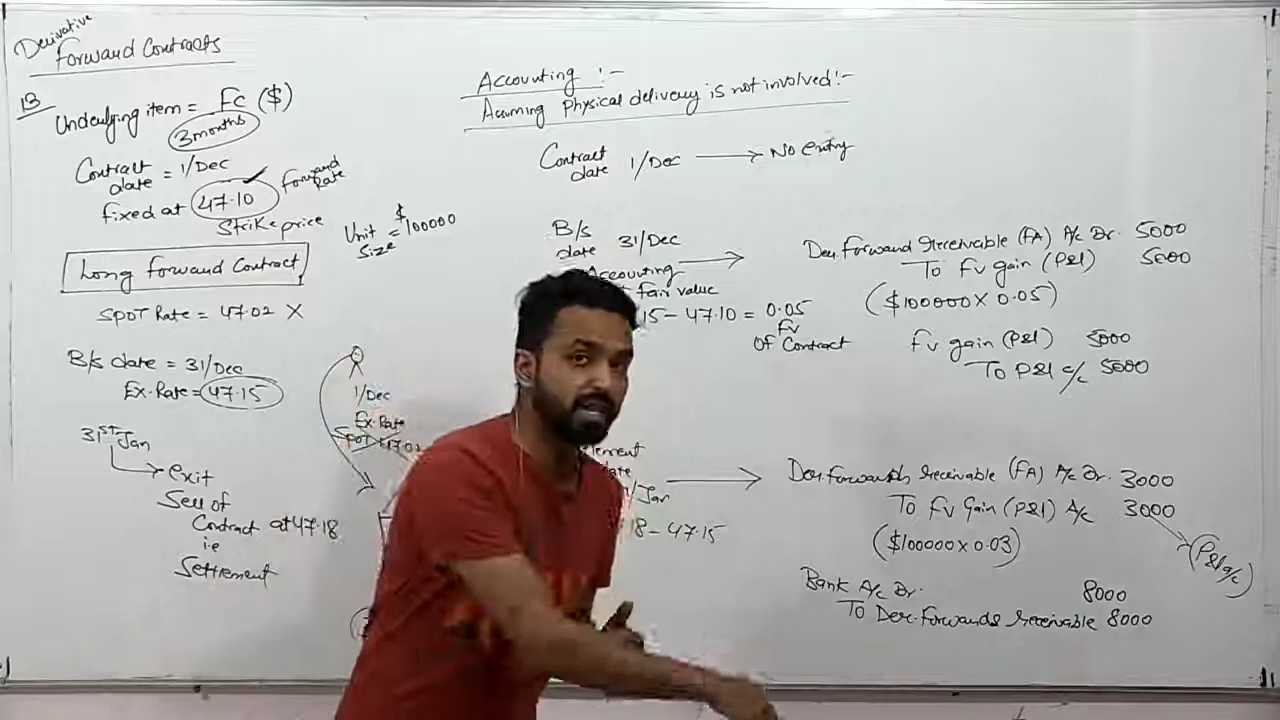 Derivative
Forward Contracts
13
Underlying item = FC ($)
3 months
Contract date = 1/Dec
fixed at 47.10 forward Rate
Strike price
Unit size = $100000
Long Forward Contract
SPOT Rate = 47.02 X
B/s date = 31/Dec
Ex. Rate = 47.15
31ST Jan
exit
Sell of
Contract at 47.18
i.e
Settlement
1/Dec
Ex. Rate
SPOT 47.02
Accounting :-
Assuming Physical delivery is not involved:-
Contract date 1/Dec → No entry
B/s date 31/Dec →
Accounting
fair value
15 - 47.10 = 0.05
FV
Of Contract
Der. Forward receivable (FA) A/c Dr. 5000
To FV gain (P&l) 5000
($100000 X 0.05)
FV gain (P&l) 5000
To P&l a/c 5000
/Jan →
18 - 47.15
Der. Forwards receivable (FA) A/c Dr. 3000
To FV Gain (P&l) A/c 3000
(P&l a/c)
($100000 x 0.03)
Bank A/c Dr. 8000
To Der. Forwards receivable 8000